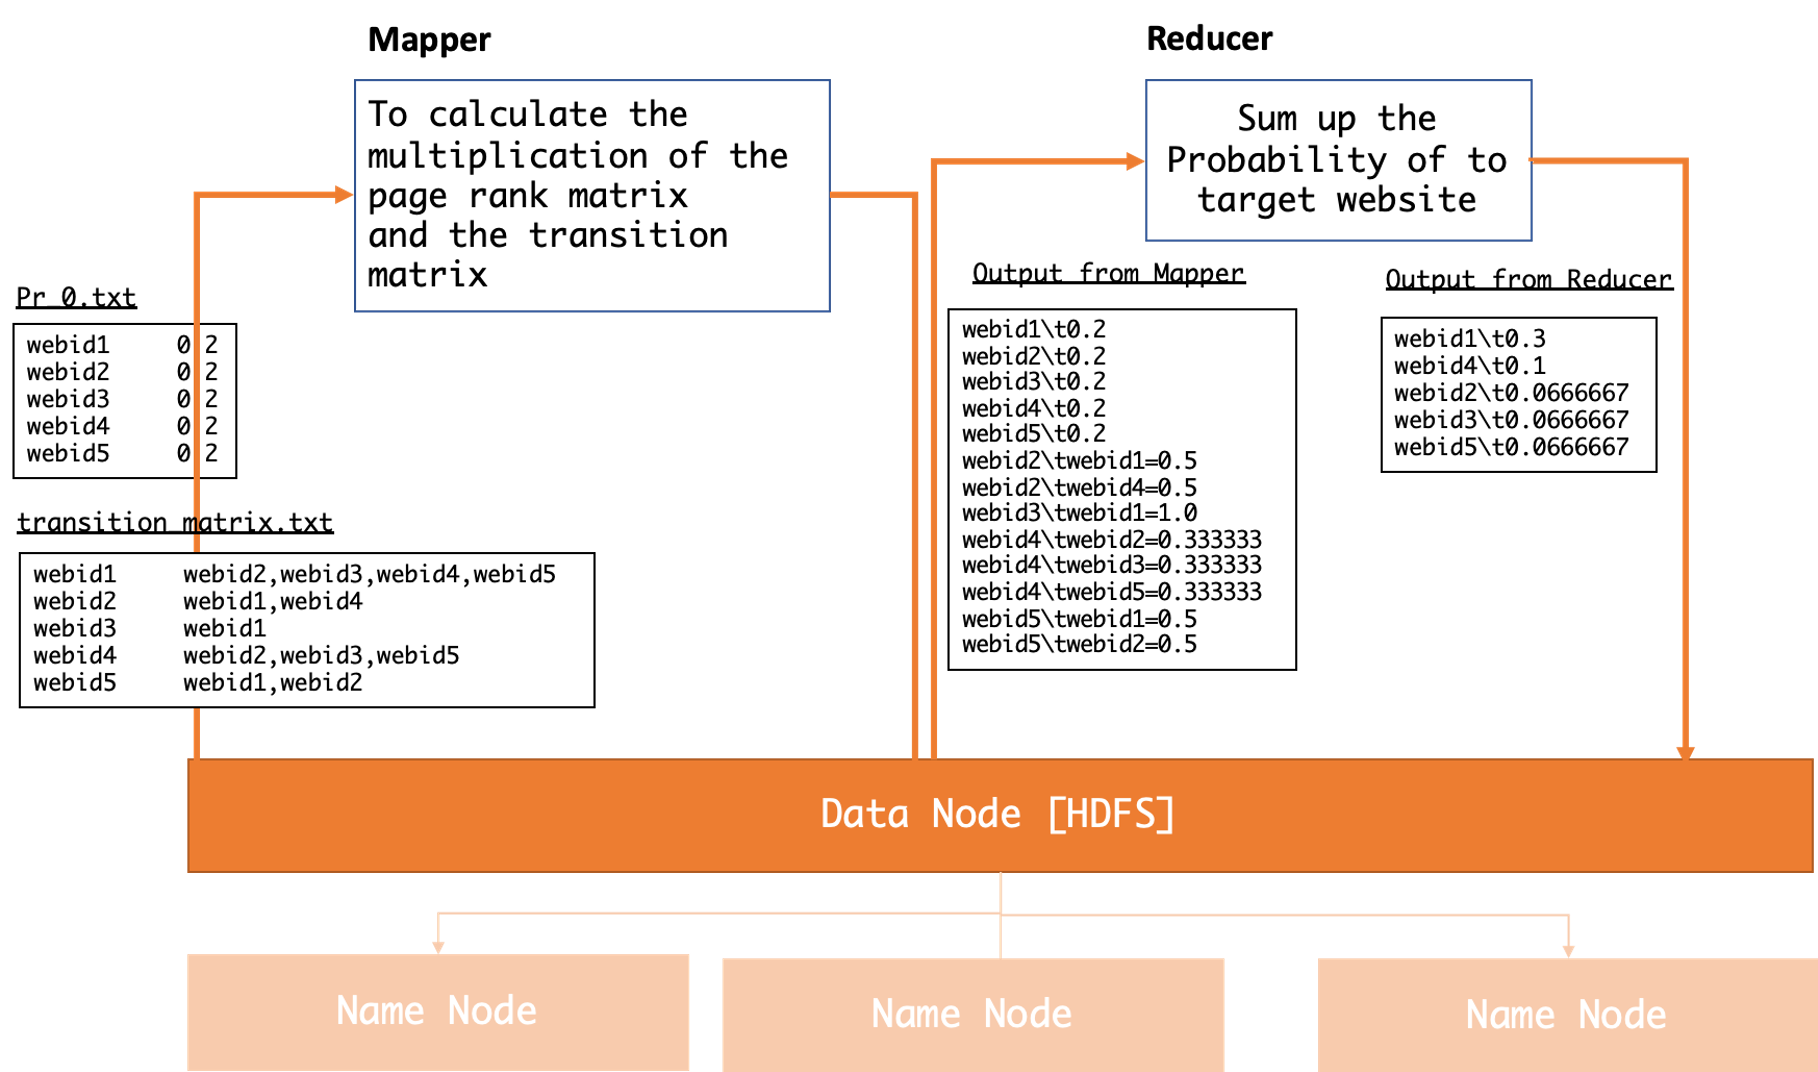 Mapper
To calculate the
multiplication of the
page rank matrix
and the transition
matrix
Reducer
Sum up the
Probability of to
target website
Pr_0.txt
webid1 0.2
webid2 0.2
webid3 0.2
webid4 0.2
webid5 0.2
transition_matrix.txt
webid1 webid2,webid3,webid4,webid5
webid2 webid1,webid4
webid3 webid1
webid4 webid2,webid3,webid5
webid5 webid1,webid2
Output from Mapper
webid1\t0.2
webid2\t0.2
webid3\t0.2
webid4\t0.2
webid5\t0.2
webid2\twebid1=0.5
webid2\twebid4=0.5
webid3\twebid1=1.0
webid4\twebid2=0.333333
webid4\twebid3=0.333333
webid4\twebid5=0.333333
webid5\twebid1=0.5
webid5\twebid2=0.5
Output from Reducer
webid1\t0.3
webid4\t0.1
webid2\t0.0666667
webid3\t0.0666667
webid5\t0.0666667
Data Node [HDFS]
Name Node
Name Node
Name Node